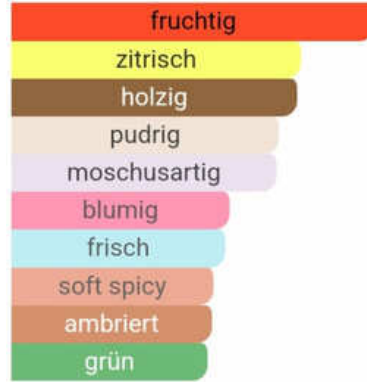 fruchtig
zitrisch
holzig
pudrig
moschusartig
blumig
frisch
soft spicy
ambriert
grün